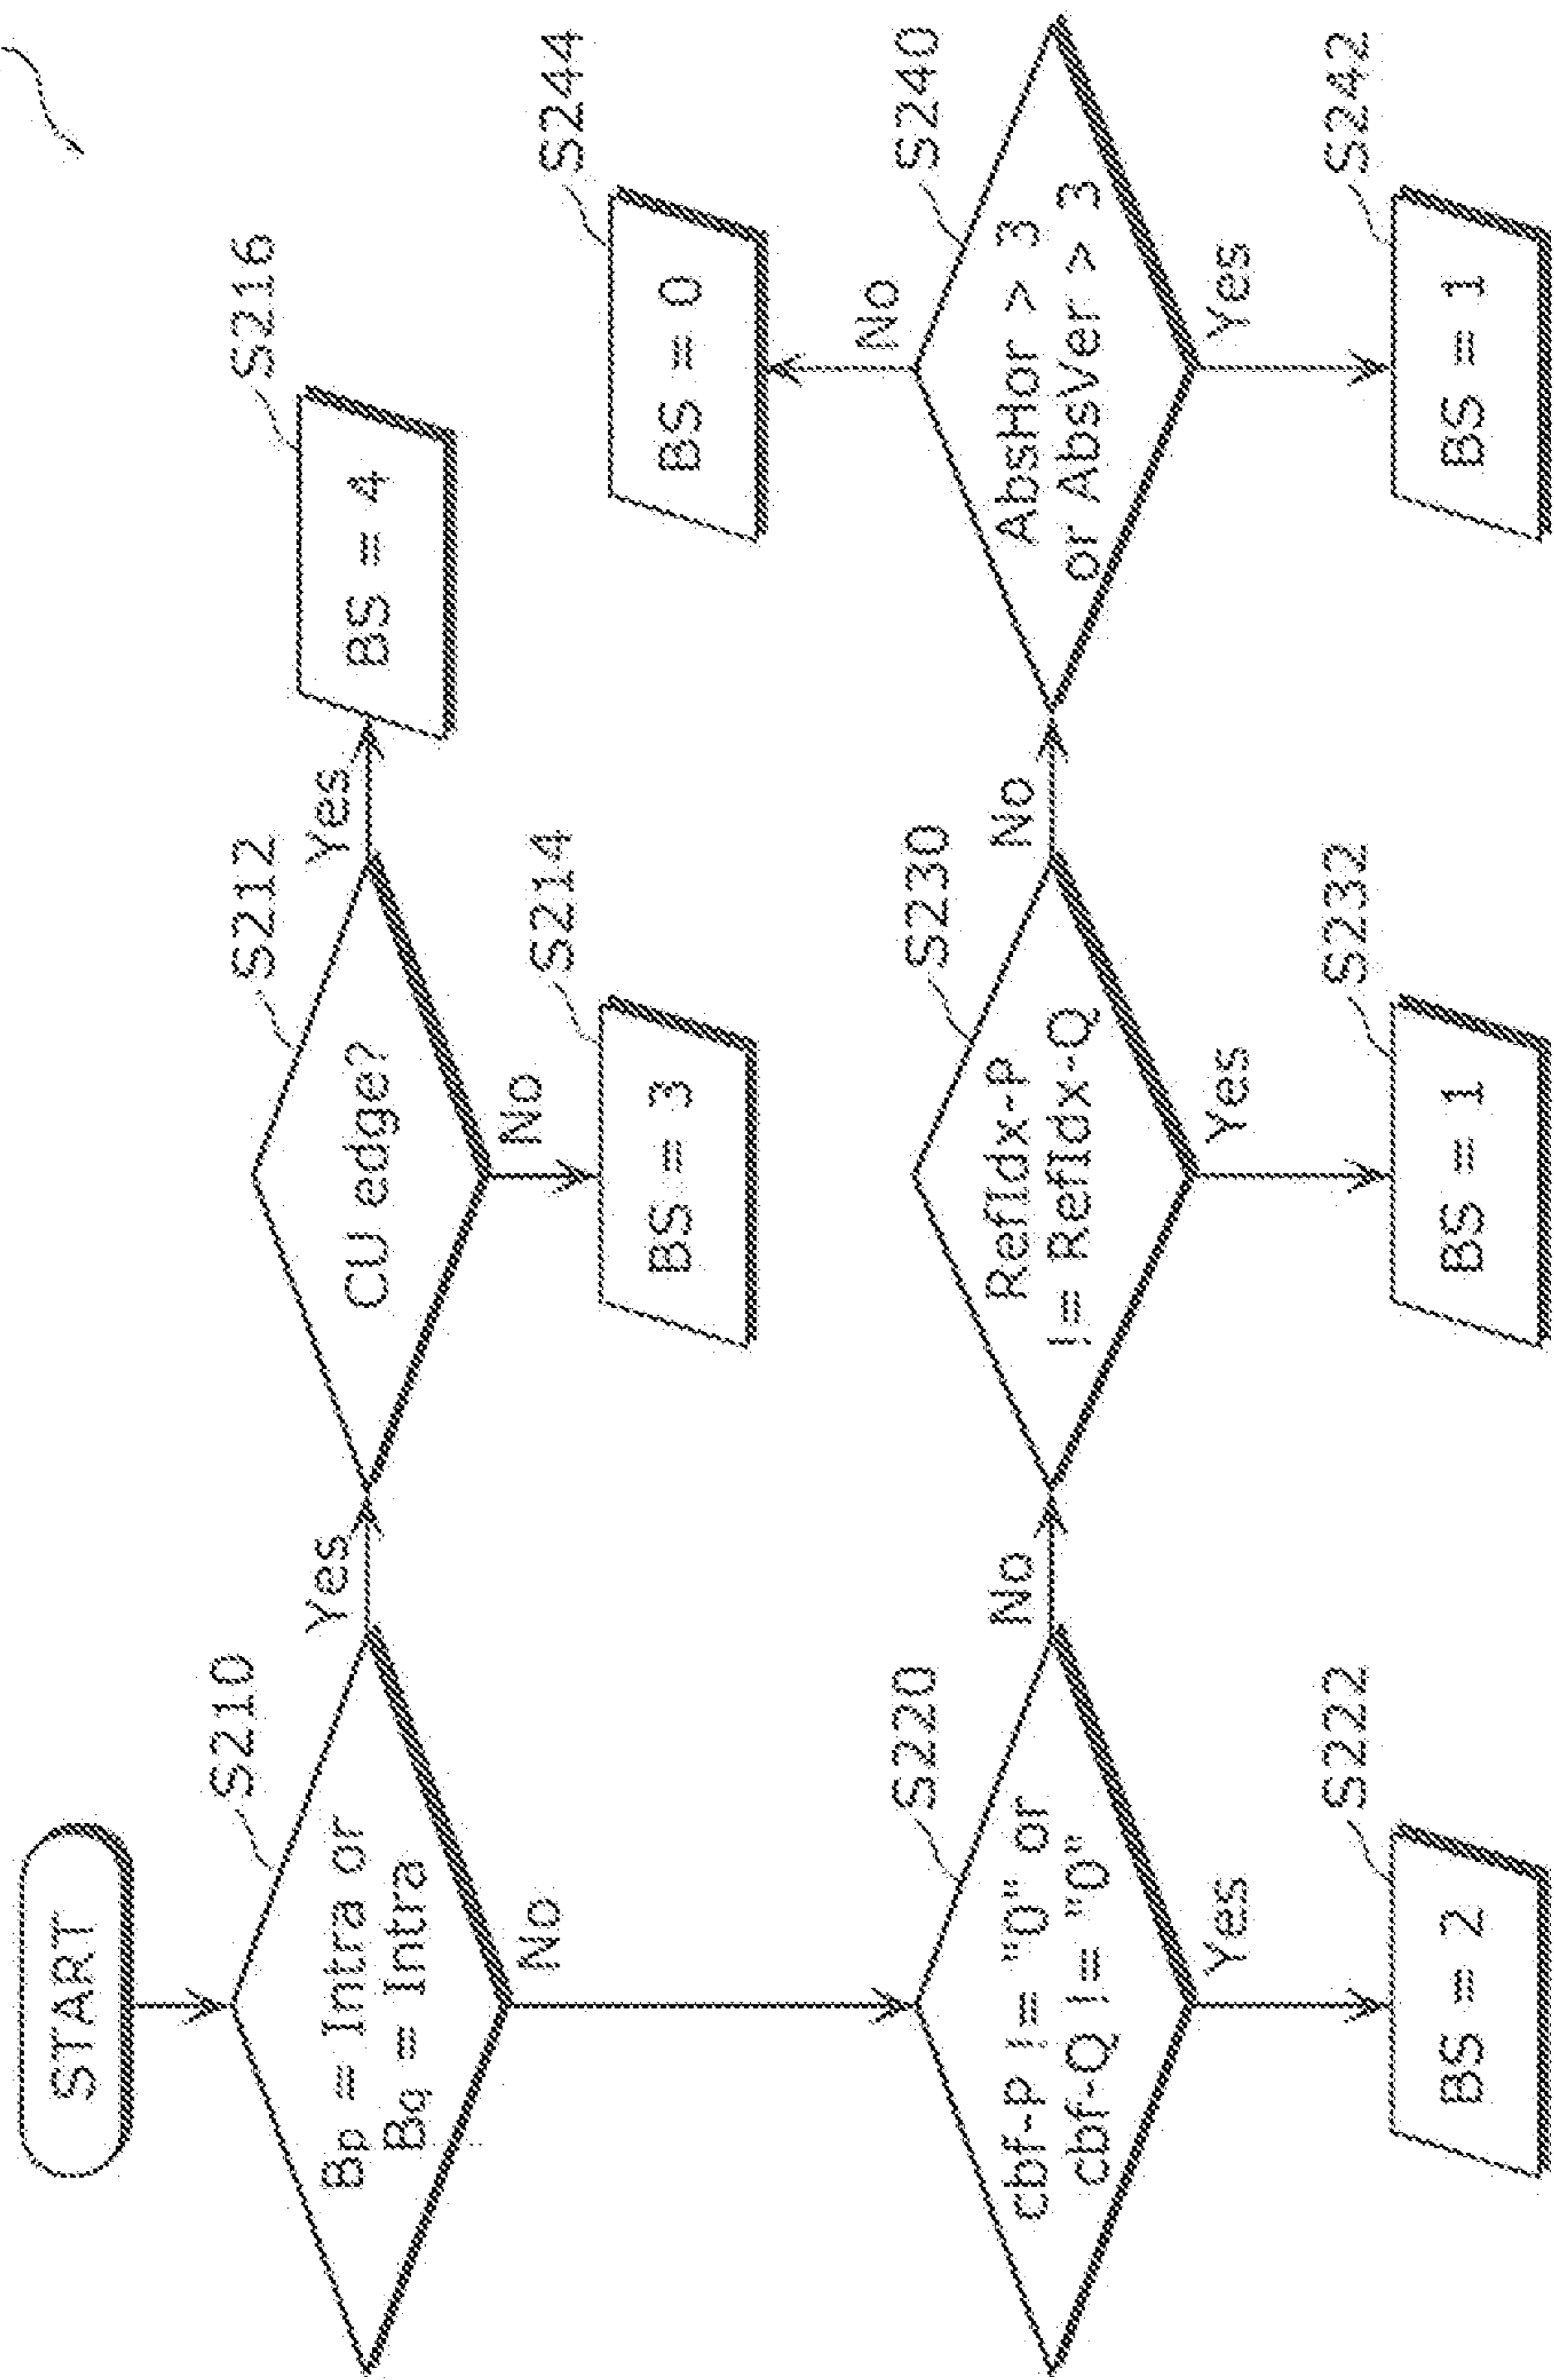 START
S210
Bp = Intra or
Bq = Intra
Yes
No
S212
CU edge?
Yes
No
S216
BS = 4
S214
BS = 3
S220
cbf-P != "0" or
cbf-Q != "0"
No
Yes
S222
BS = 2
S230
RefIdx-P
!= RefIdx-Q
No
Yes
S232
BS = 1
S244
BS = 0
No
S240
AbsHor > 3
or AbsVer > 3
Yes
S242
BS = 1